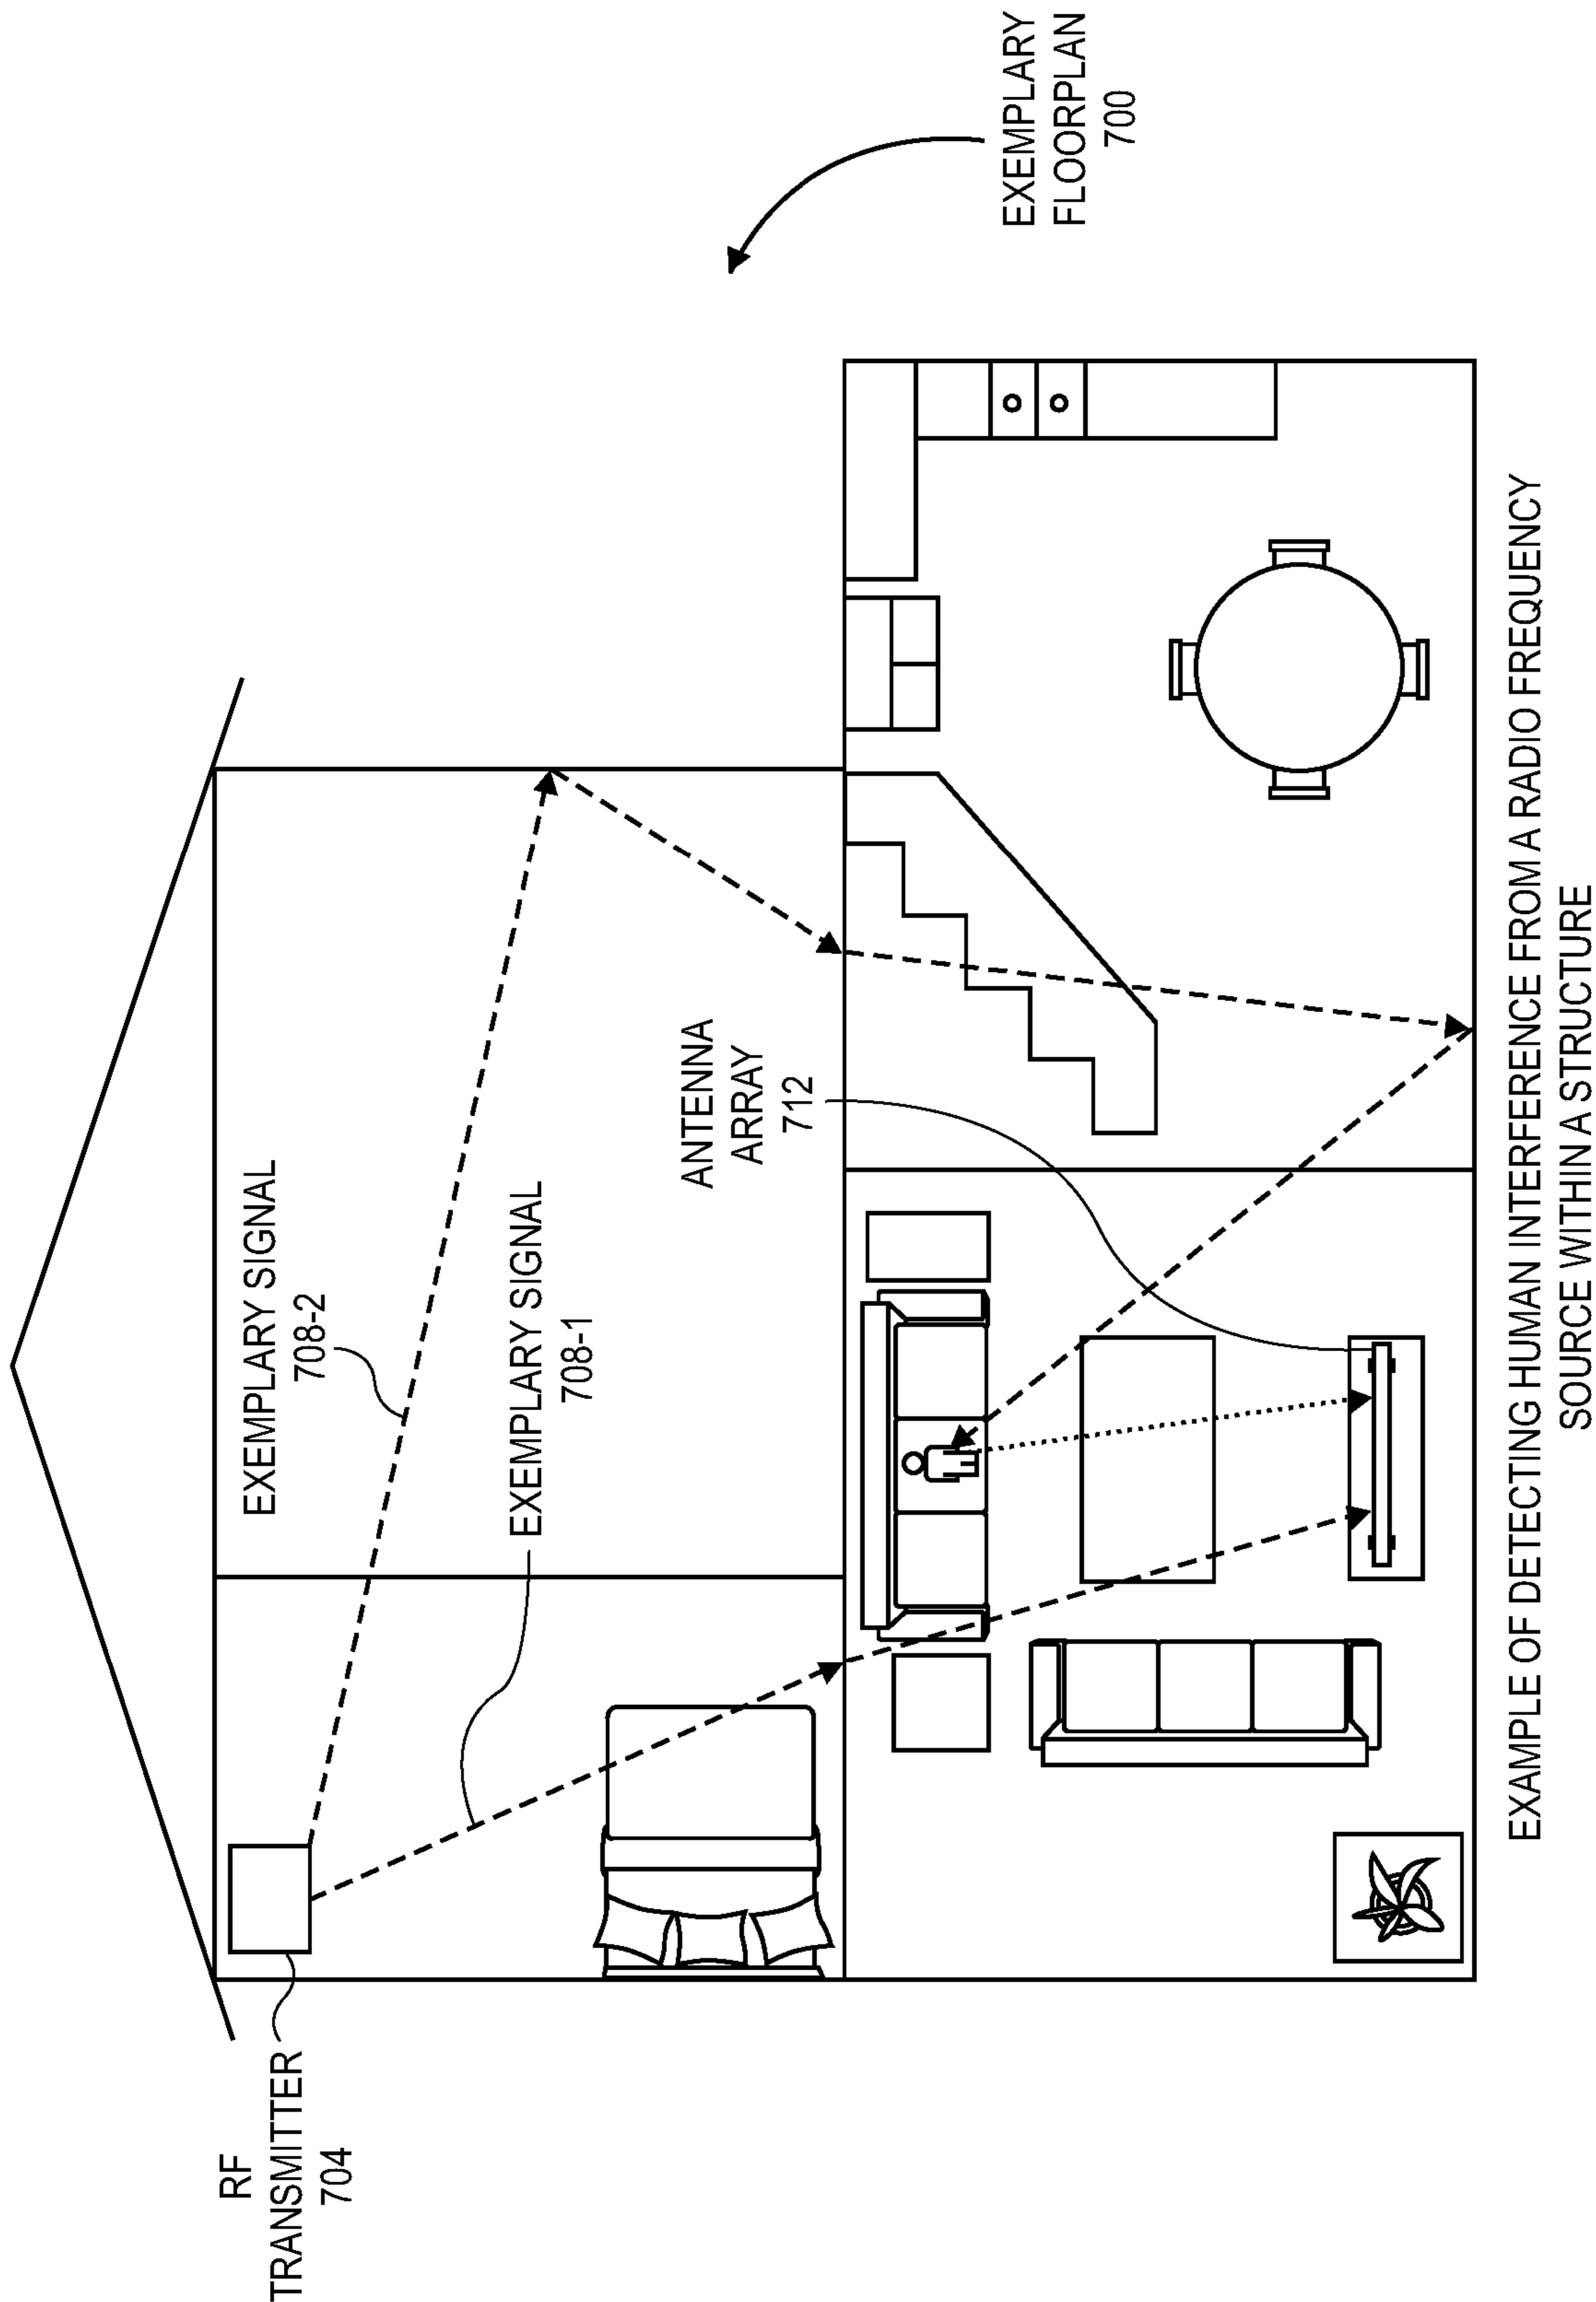 RF
TRANSMITTER
704
EXEMPLARY SIGNAL
708-2
EXEMPLARY SIGNAL
708-1
ANTENNA
ARRAY
712
EXEMPLARY
FLOORPLAN
700
EXAMPLE OF DETECTING HUMAN INTERFERENCE FROM A RADIO FREQUENCY
SOURCE WITHIN A STRUCTURE